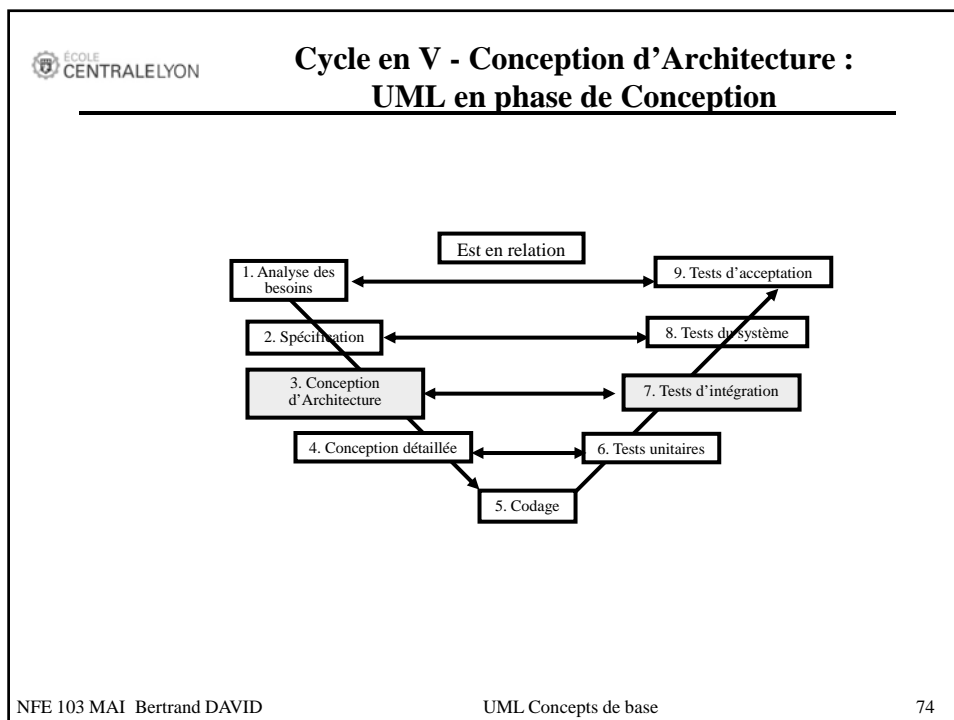 ÉCOLE
CENTRALELYON
Cycle en V - Conception d'Architecture :
UML en phase de Conception
Est en relation
1. Analyse des
besoins
9. Tests d'acceptation
2. Spécification
8. Tests du système
3. Conception
d'Architecture
7. Tests d'intégration
4. Conception détaillée
6. Tests unitaires
5. Codage
NFE 103 MAI Bertrand DAVID
UML Concepts de base
74